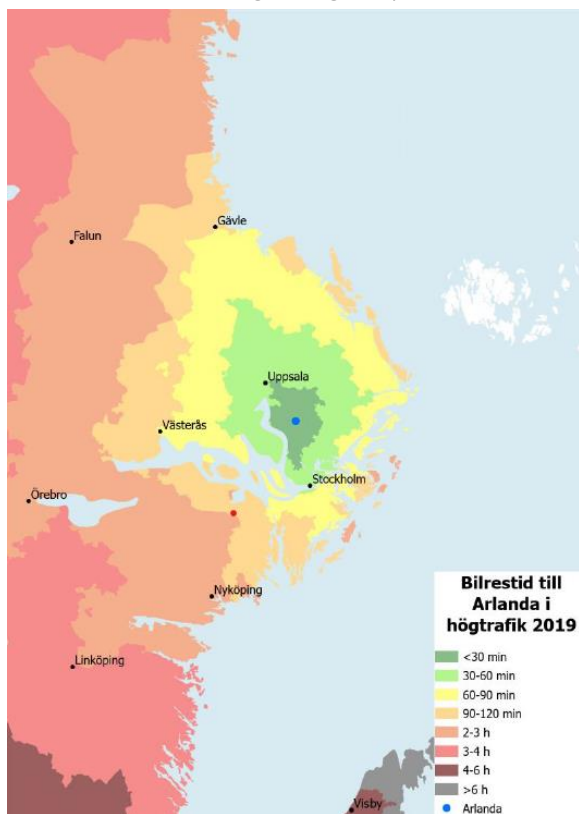 Gävle
Falun
Uppsala
Västerås
Stockholm
Örebro
Nyköping
Linköping
Visby
Bilrestid till
Arlanda i
högtrafik 2019
<30 min
30-60 min
60-90 min
90-120 min
2-3 h
3-4 h
4-6 h
>6 h
Arlanda